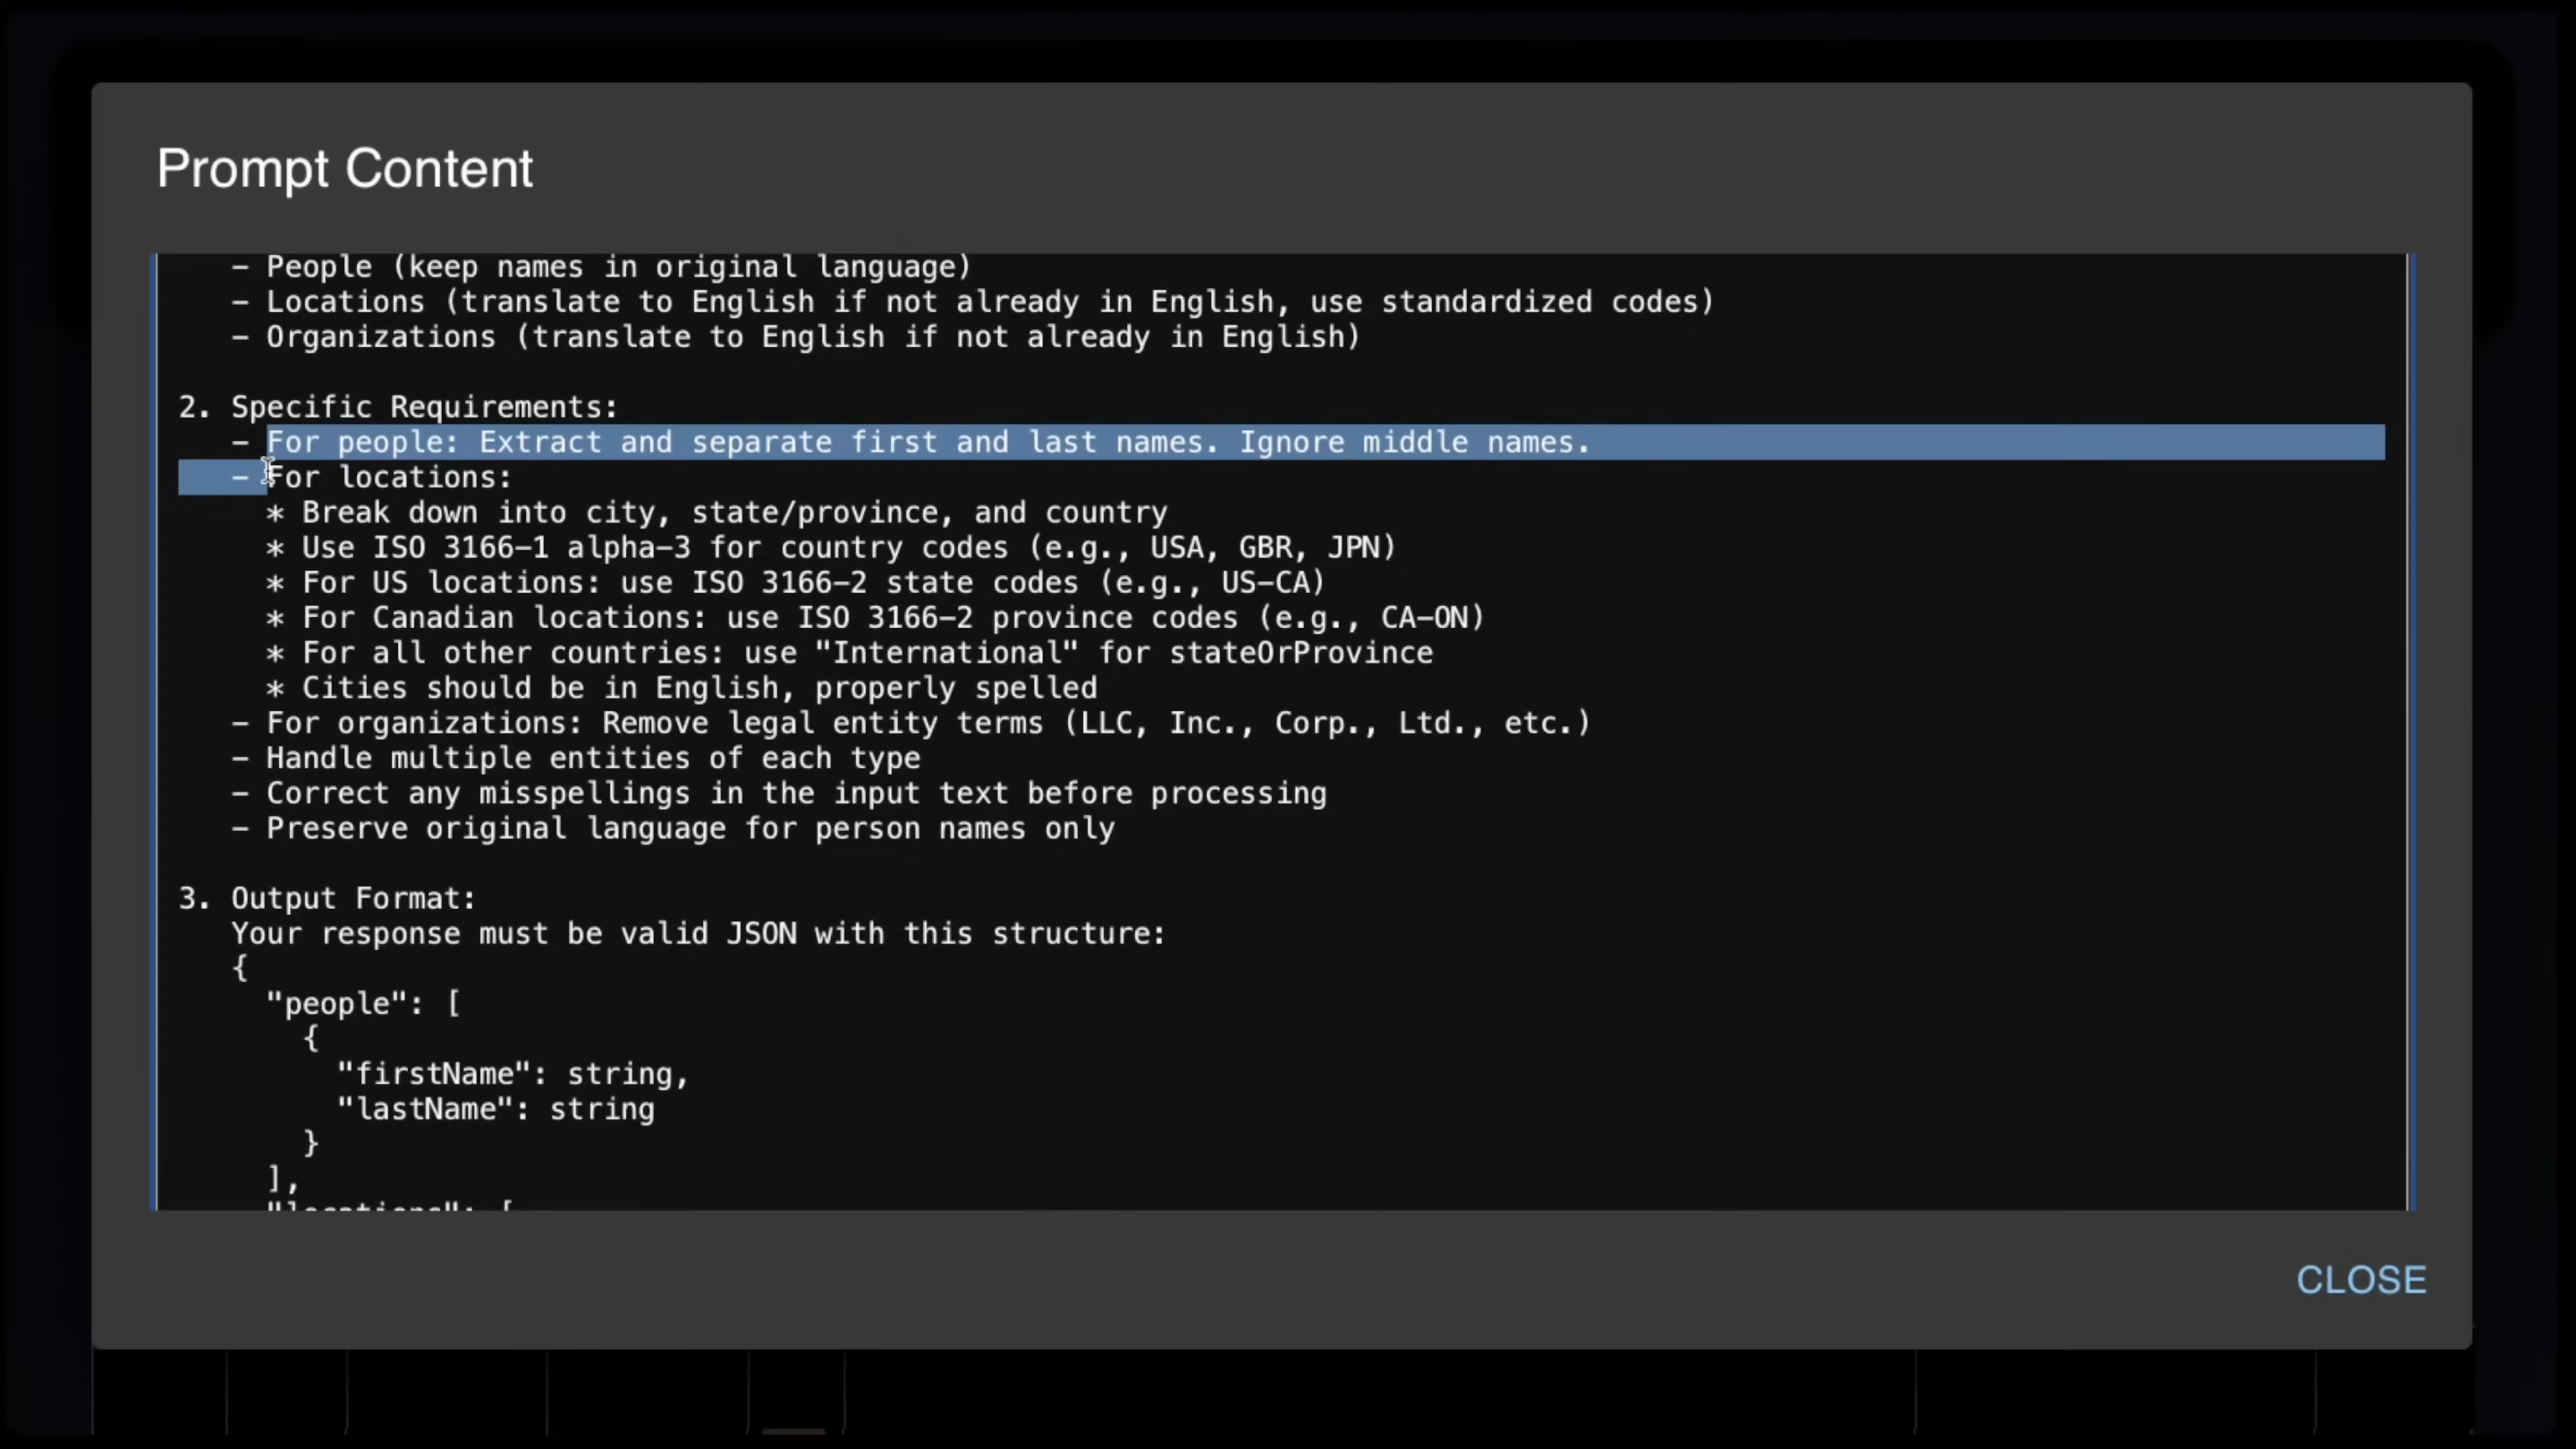 Prompt Content
- People (keep names in original language)
- Locations (translate to English if not already in English, use standardized codes)
- Organizations (translate to English if not already in English)
2. Specific Requirements:
- For people: Extract and separate first and last names. Ignore middle names.
- For locations:
* Break down into city, state/province, and country
* Use ISO 3166-1 alpha-3 for country codes (e.g., USA, GBR, JPN)
* For US locations: use ISO 3166-2 state codes (e.g., US-CA)
* For Canadian locations: use ISO 3166-2 province codes (e.g., CA-ON)
* For all other countries: use "International" for stateOrProvince
* Cities should be in English, properly spelled
- For organizations: Remove legal entity terms (LLC, Inc., Corp., Ltd., etc.)
- Handle multiple entities of each type
- Correct any misspellings in the input text before processing
- Preserve original language for person names only
3. Output Format:
Your response must be valid JSON with this structure:
{
"people": [
{
"firstName": string,
"lastName": string
}
],
"locations": [
CLOSE